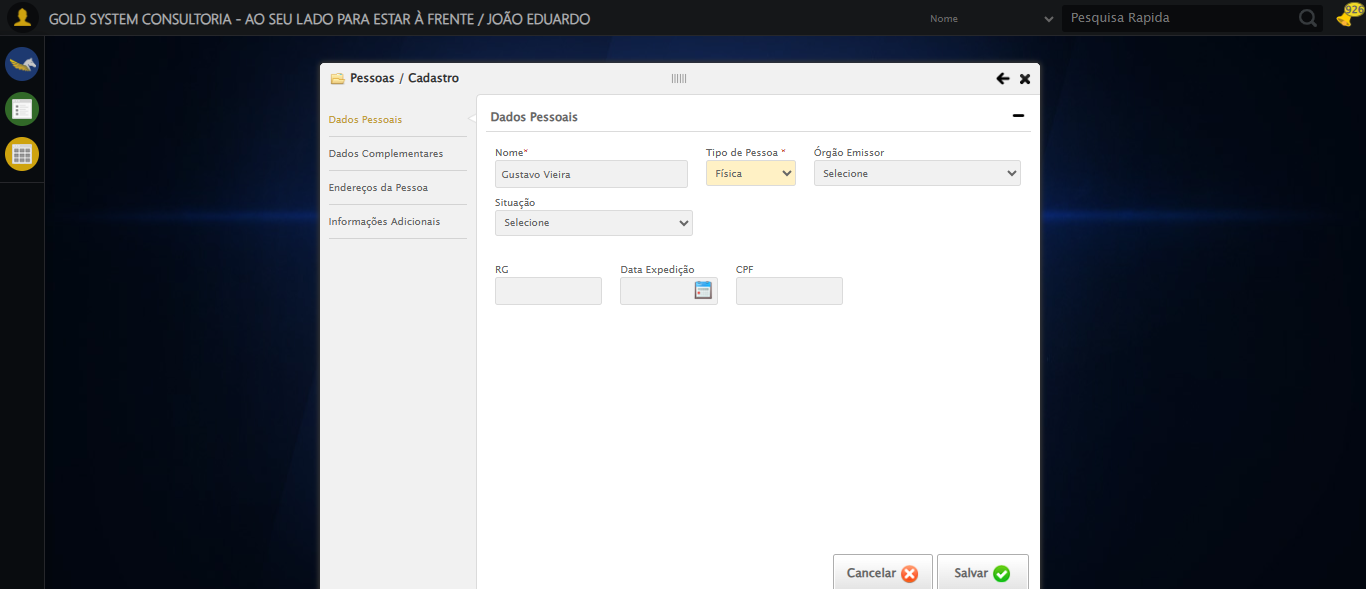 GOLD SYSTEM CONSULTORIA - AO SEU LADO PARA ESTAR À FRENTE / JOÃO EDUARDO
Nome
Pesquisa Rapida
926
Pessoas / Cadastro
Dados Pessoais
Dados Complementares
Endereços da Pessoa
Informações Adicionais
Dados Pessoais
Nome* Tipo de Pessoa * Órgão Emissor
Gustavo Vieira Física Selecione
Situação
Selecione
RG Data Expedição CPF
Cancelar Salvar